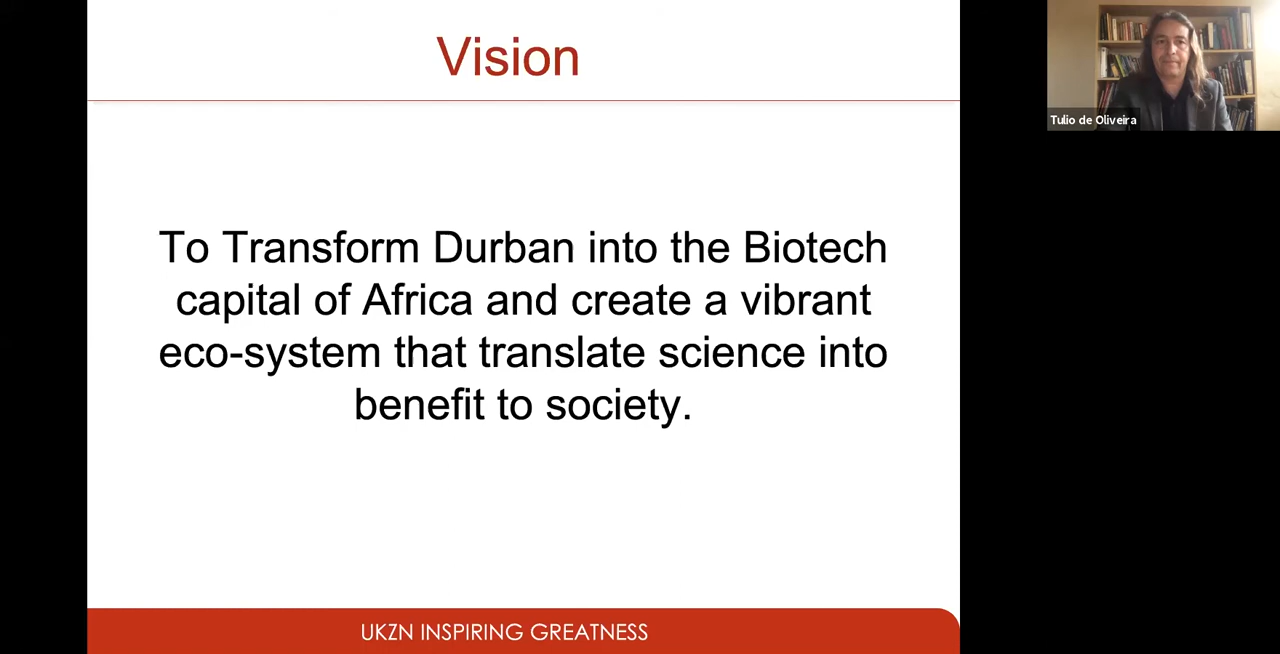 Vision
To Transform Durban into the Biotech
capital of Africa and create a vibrant
eco-system that translate science into
benefit to society.
UKZN INSPIRING GREATNESS
Tulio de Oliveira